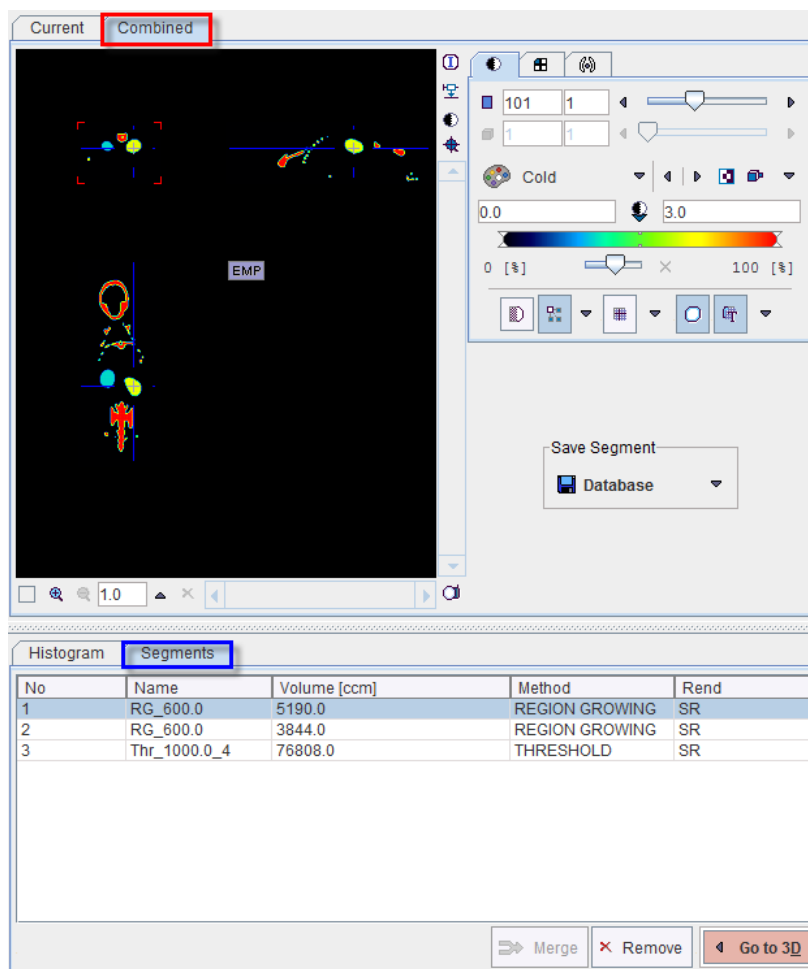 Current Combined
101 1
1 1
Cold
0.0 3.0
0 [%] 100 [%]
EMP
Save Segment
Database
1.0
Histogram Segments
No Name Volume [ccm] Method Rend
1 RG_600.0 5190.0 REGION GROWING SR
2 RG_600.0 3844.0 REGION GROWING SR
3 Thr_1000.0_4 76808.0 THRESHOLD SR
Merge Remove Go to 3D